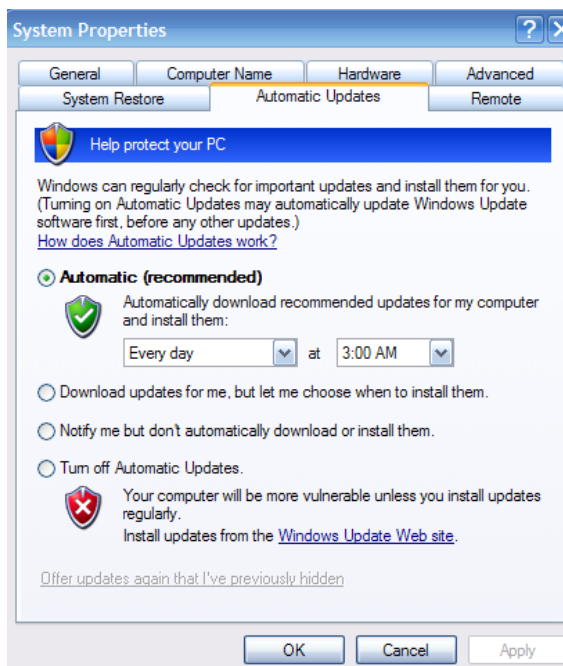 System Properties
?
General Computer Name Hardware Advanced
System Restore Automatic Updates Remote
Help protect your PC
Windows can regularly check for important updates and install them for you.
(Turning on Automatic Updates may automatically update Windows Update
software first, before any other updates.)
How does Automatic Updates work?
Automatic (recommended)
Automatically download recommended updates for my computer
and install them:
Every day at 3:00 AM
Download updates for me, but let me choose when to install them.
Notify me but don't automatically download or install them.
Turn off Automatic Updates.
Your computer will be more vulnerable unless you install updates
regularly.
Install updates from the Windows Update Web site.
Offer updates again that I've previously hidden
OK Cancel Apply